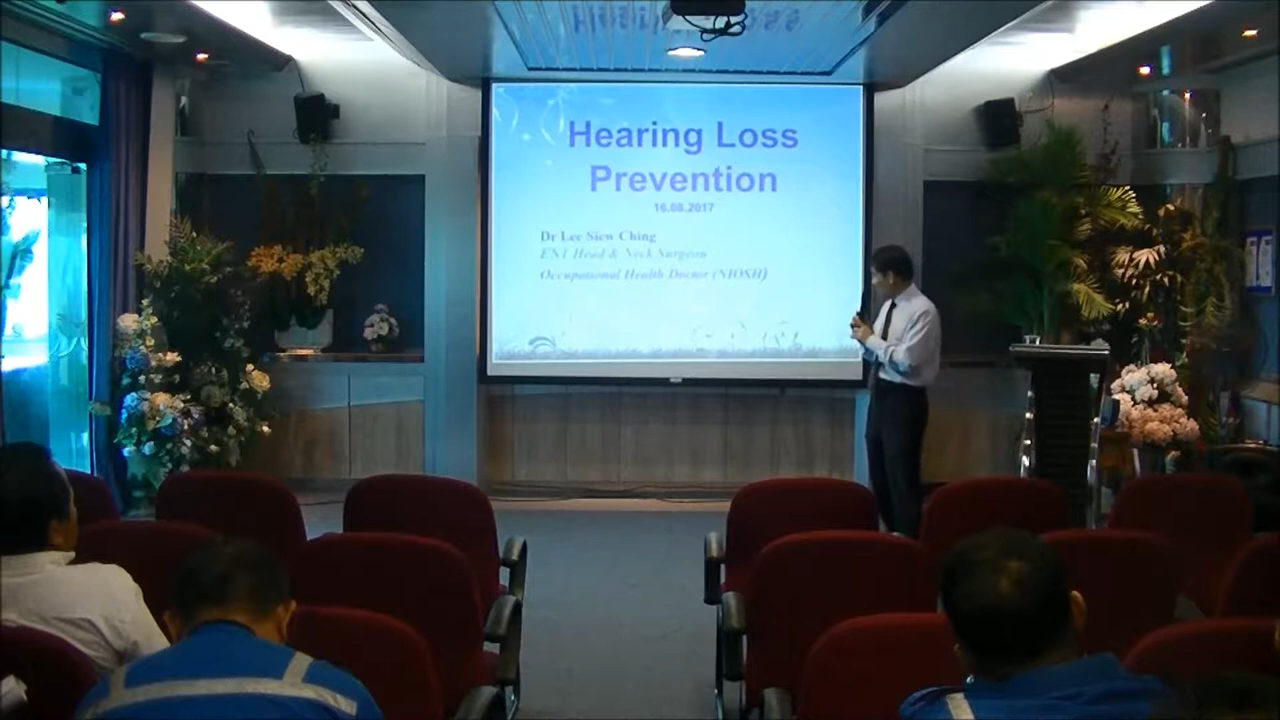 Hearing Loss
Prevention
16.08.2017
Dr Lee Siew Ching
ENT Head & Neck Surgeon
Occupational Health Doctor (NIOSH)